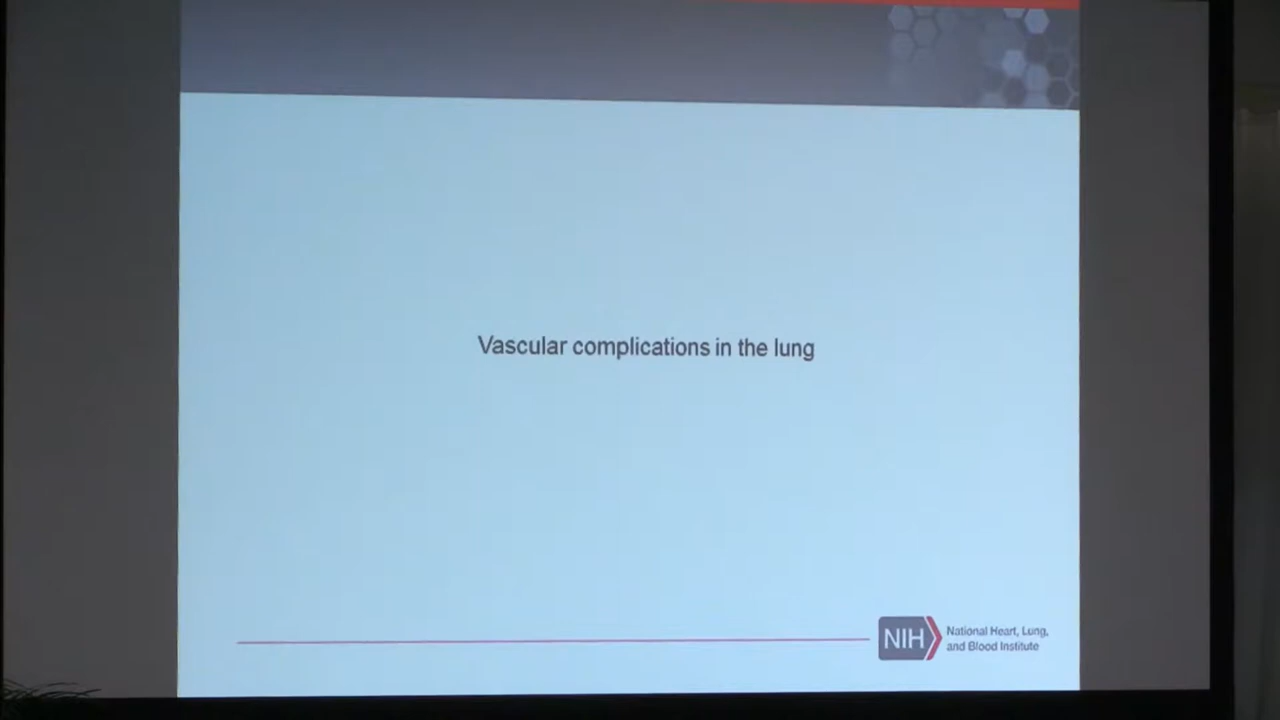 Vascular complications in the lung
NIH
National Heart, Lung,
and Blood Institute